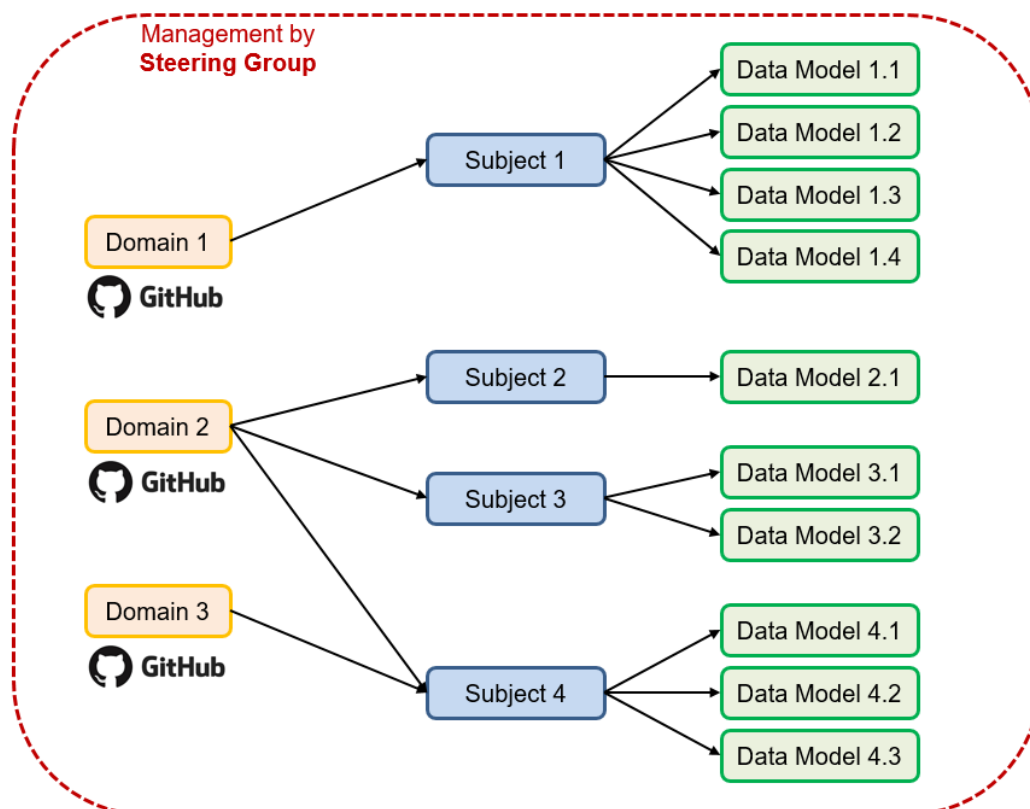 Management by
Steering Group
Data Model 1.1
Data Model 1.2
Subject 1
Data Model 1.3
Domain 1
Data Model 1.4
GitHub
Subject 2
Data Model 2.1
Domain 2
Data Model 3.1
GitHub
Subject 3
Data Model 3.2
Domain 3
Data Model 4.1
GitHub
Subject 4
Data Model 4.2
Data Model 4.3